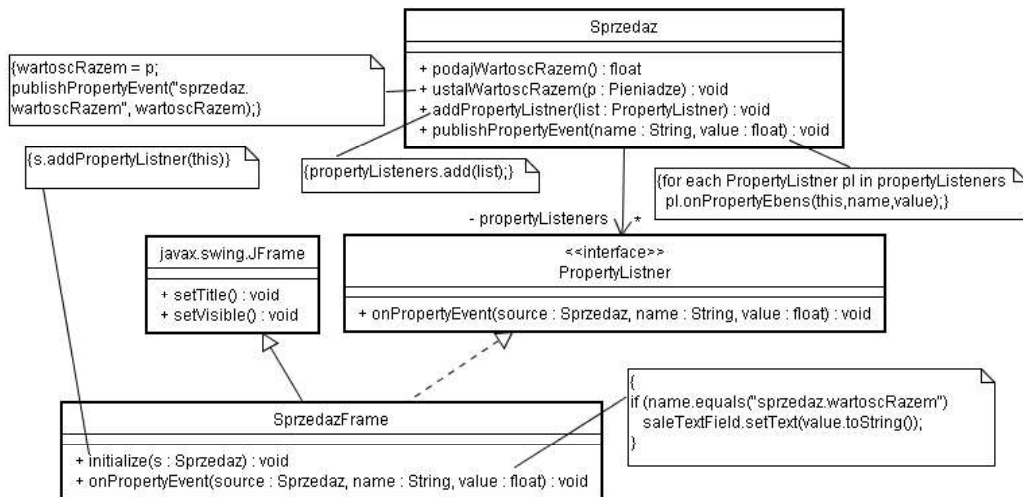 Sprzedaz
+ podajWartoscRazem() : float
+ ustalWartoscRazem(p : Pieniadze) : void
+ addPropertyListner(list : PropertyListner) : void
+ publishPropertyEvent(name : String, value : float) : void
{wartoscRazem = p;
publishPropertyEvent("sprzedaz.
wartoscRazem", wartoscRazem);}
{s.addPropertyListner(this)}
{propertyListeners.add(list);}
{for each PropertyListner pl in propertyListeners
pl.onPropertyEbens(this,name,value);}
- propertyListeners
*
javax.swing.JFrame
+ setTitle() : void
+ setVisible() : void
<<interface>>
PropertyListner
+ onPropertyEvent(source : Sprzedaz, name : String, value : float) : void
SprzedazFrame
+ initialize(s : Sprzedaz) : void
+ onPropertyEvent(source : Sprzedaz, name : String, value : float) : void
{
if (name.equals("sprzedaz.wartoscRazem")
saleTextField.setText(value.toString());
}